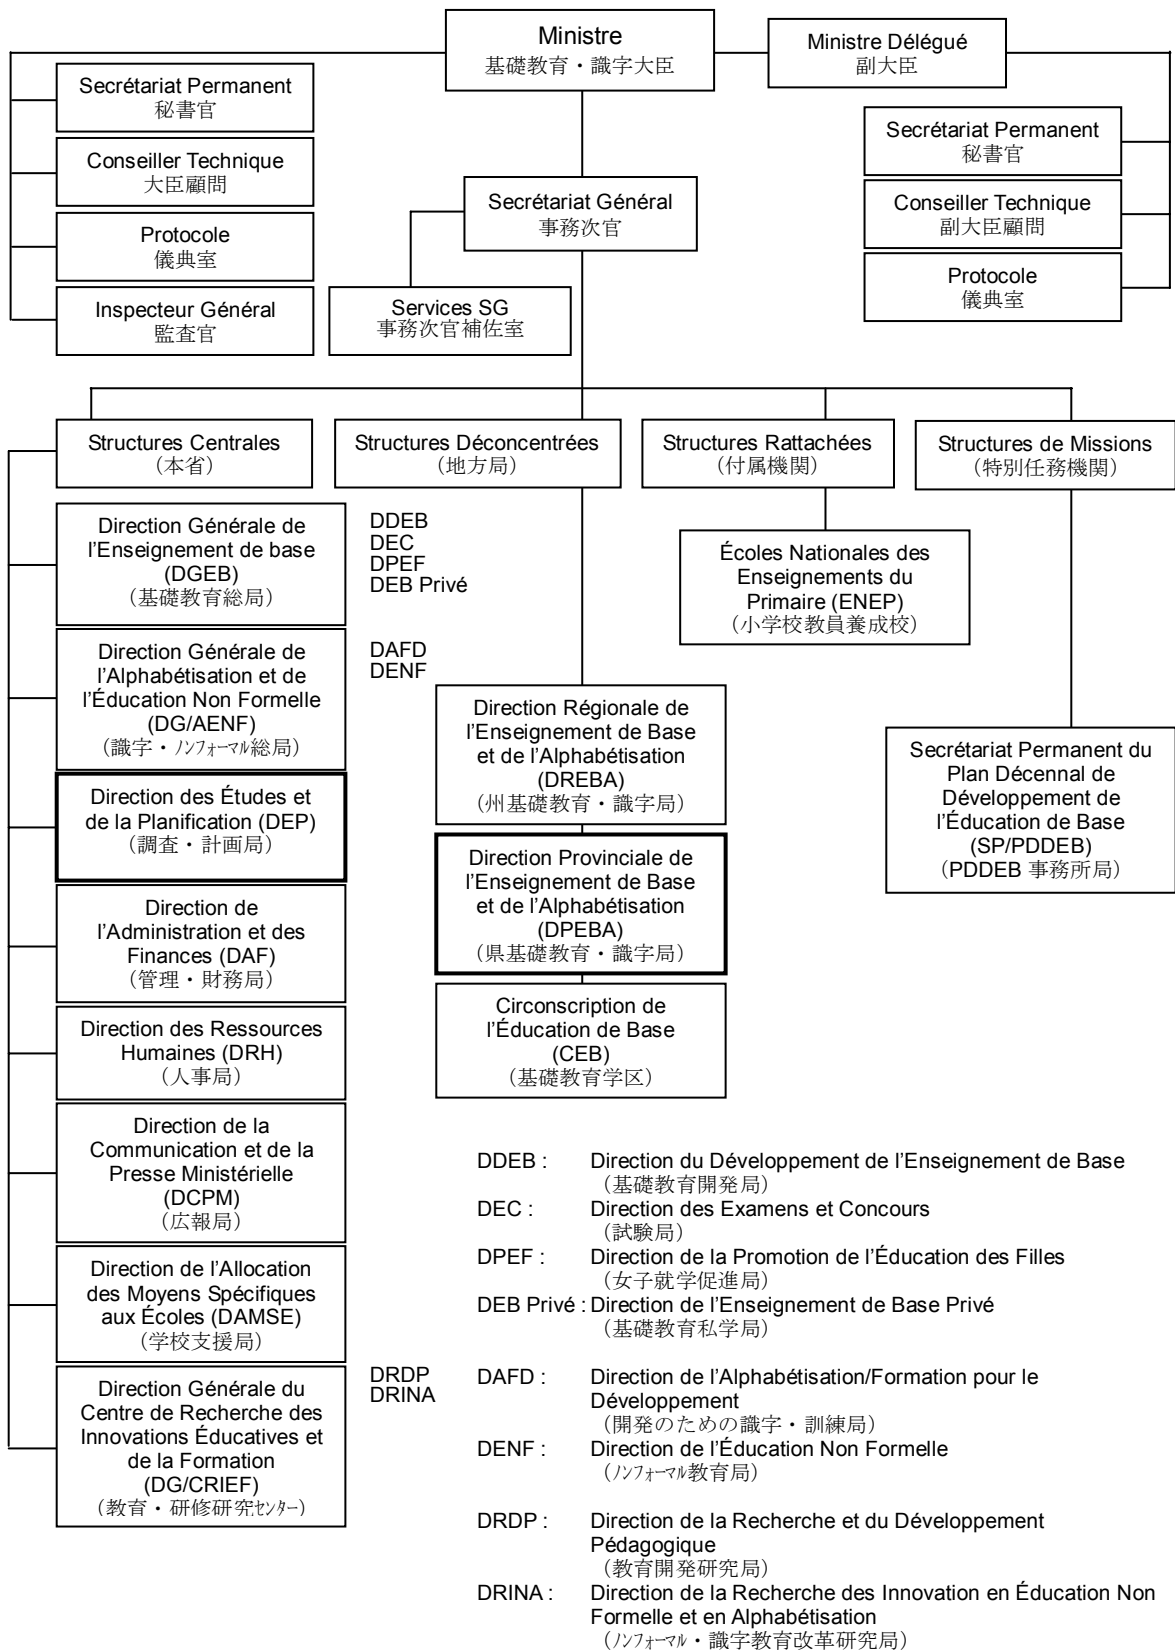 Ministre
基礎教育・識字大臣
Ministre Délégué
副大臣
Secrétariat Permanent
秘書官
Conseiller Technique
大臣顧問
Protocole
儀典室
Inspecteur Général
監査官
Secrétariat Permanent
秘書官
Conseiller Technique
副大臣顧問
Protocole
儀典室
Secrétariat Général
事務次官
Services SG
事務次官補佐室
Structures Centrales
（本省）
Structures Déconcentrées
（地方局）
Structures Rattachées
（付属機関）
Structures de Missions
（特別任務機関）
Direction Générale de
l’Enseignement de base
(DGEB)
（基礎教育総局）
DDEB
DEC
DPEF
DEB Privé
Direction Générale de
l’Alphabétisation et de
l’Éducation Non Formelle
(DG/AENF)
（識字・ﾉﾝﾌｫｰﾏﾙ総局）
DAFD
DENF
Direction des Études et
de la Planification (DEP)
（調査・計画局）
Direction de
l’Administration et des
Finances (DAF)
（管理・財務局）
Direction des Ressources
Humaines (DRH)
（人事局）
Direction de la
Communication et de la
Presse Ministérielle
(DCPM)
（広報局）
Direction de l’Allocation
des Moyens Spécifiques
aux Écoles (DAMSE)
（学校支援局）
Direction Générale du
Centre de Recherche des
Innovations Éducatives et
de la Formation
(DG/CRIEF)
（教育・研修研究ｾﾝﾀｰ）
DRDP
DRINA
Direction Régionale de
l’Enseignement de Base
et de l’Alphabétisation
(DREBA)
（州基礎教育・識字局）
Direction Provinciale de
l’Enseignement de Base
et de l’Alphabétisation
(DPEBA)
（県基礎教育・識字局）
Circonscription de
l’Éducation de Base
(CEB)
（基礎教育学区）
Écoles Nationales des
Enseignements du
Primaire (ENEP)
（小学校教員養成校）
Secrétariat Permanent du
Plan Décennal de
Développement de
l’Éducation de Base
(SP/PDDEB)
（PDDEB 事務所局）
DDEB : Direction du Développement de l’Enseignement de Base
（基礎教育開発局）
DEC : Direction des Examens et Concours
（試験局）
DPEF : Direction de la Promotion de l’Éducation des Filles
（女子就学促進局）
DEB Privé : Direction de l’Enseignement de Base Privé
（基礎教育私学局）
DAFD : Direction de l’Alphabétisation/Formation pour le
Développement
（開発のための識字・訓練局）
DENF : Direction de l’Éducation Non Formelle
（ﾉﾝﾌｫｰﾏﾙ教育局）
DRDP : Direction de la Recherche et du Développement
Pédagogique
（教育開発研究局）
DRINA : Direction de la Recherche des Innovation en Éducation Non
Formelle et en Alphabétisation
（ﾉﾝﾌｫｰﾏﾙ・識字教育改革研究局）